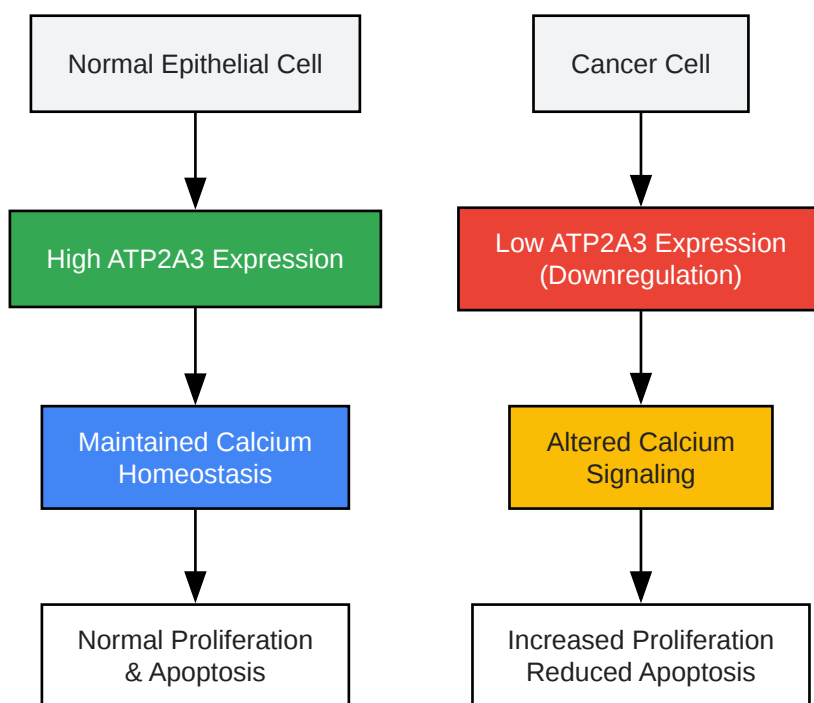 Normal Epithelial Cell
High ATP2A3 Expression
Maintained Calcium
Homeostasis
Normal Proliferation
& Apoptosis
Cancer Cell
Low ATP2A3 Expression
(Downregulation)
Altered Calcium
Signaling
Increased Proliferation
Reduced Apoptosis